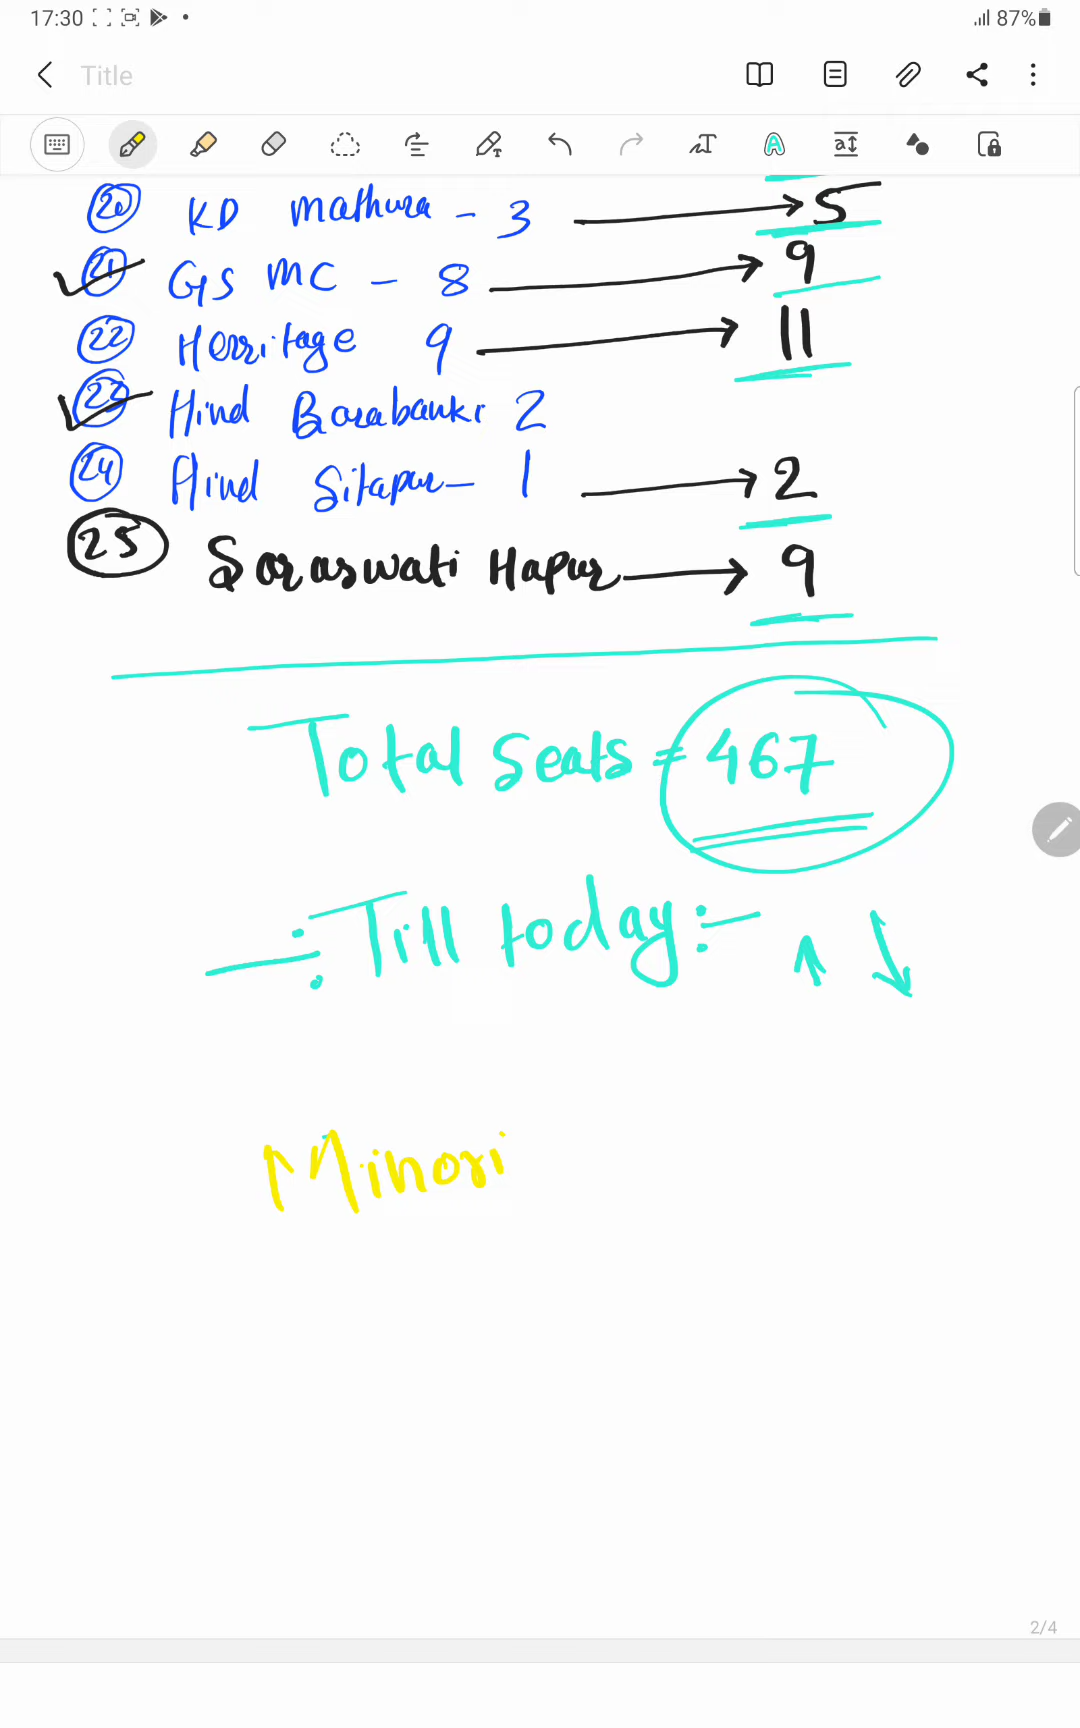 17:30 87%
Title
20 KD Mathura - 3 → 5
21 GS MC - 8 → 9
22 Herritage 9 → 11
23 Hind Barabanki 2
24 Hind Sitapur - 1 → 2
25 Saraswati Hapur → 9
Total Seats = 467
Till today :-
Minori
2/4